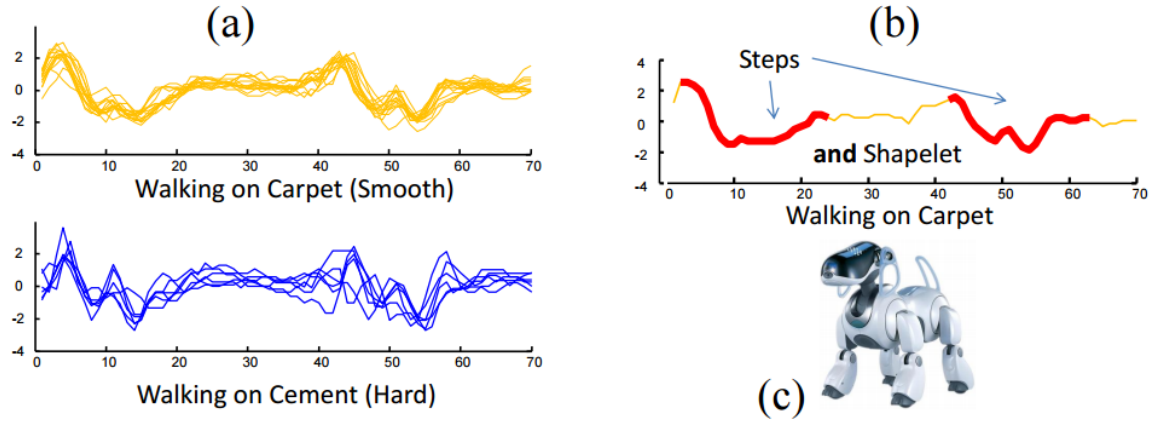 (a)
2
0
-2
-4
0 10 20 30 40 50 60 70
Walking on Carpet (Smooth)
2
0
-2
-4
0 10 20 30 40 50 60 70
Walking on Cement (Hard)
(b)
Steps
4
2
0
-2
-4
and Shapelet
0 10 20 30 40 50 60 70
Walking on Carpet
(c)